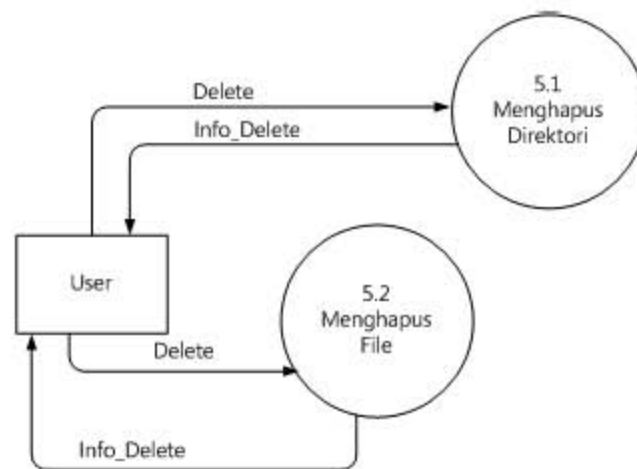 Delete
5.1
Menghapus
Direktori
Info_Delete
User
5.2
Menghapus
File
Delete
Info_Delete